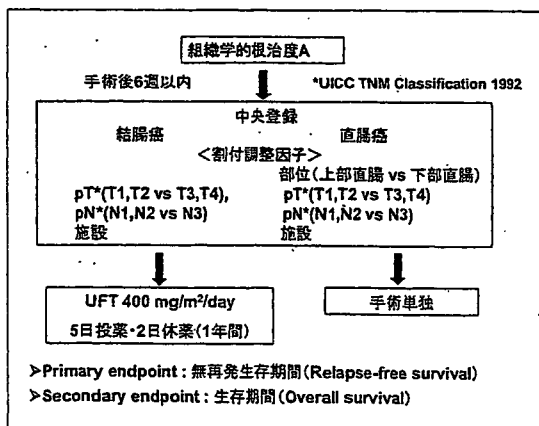 組織学的根治度A
手術後6週以内
*UICC TNM Classification 1992
中央登録
結腸癌 直腸癌
<割付調整因子>
部位(上部直腸 vs 下部直腸)
pT*(T1,T2 vs T3,T4), pT*(T1,T2 vs T3,T4)
pN*(N1,N2 vs N3) pN*(N1,N2 vs N3)
施設 施設
UFT 400 mg/m²/day
5日投薬・2日休薬(1年間)
手術単独
➢Primary endpoint : 無再発生存期間(Relapse-free survival)
➢Secondary endpoint : 生存期間(Overall survival)